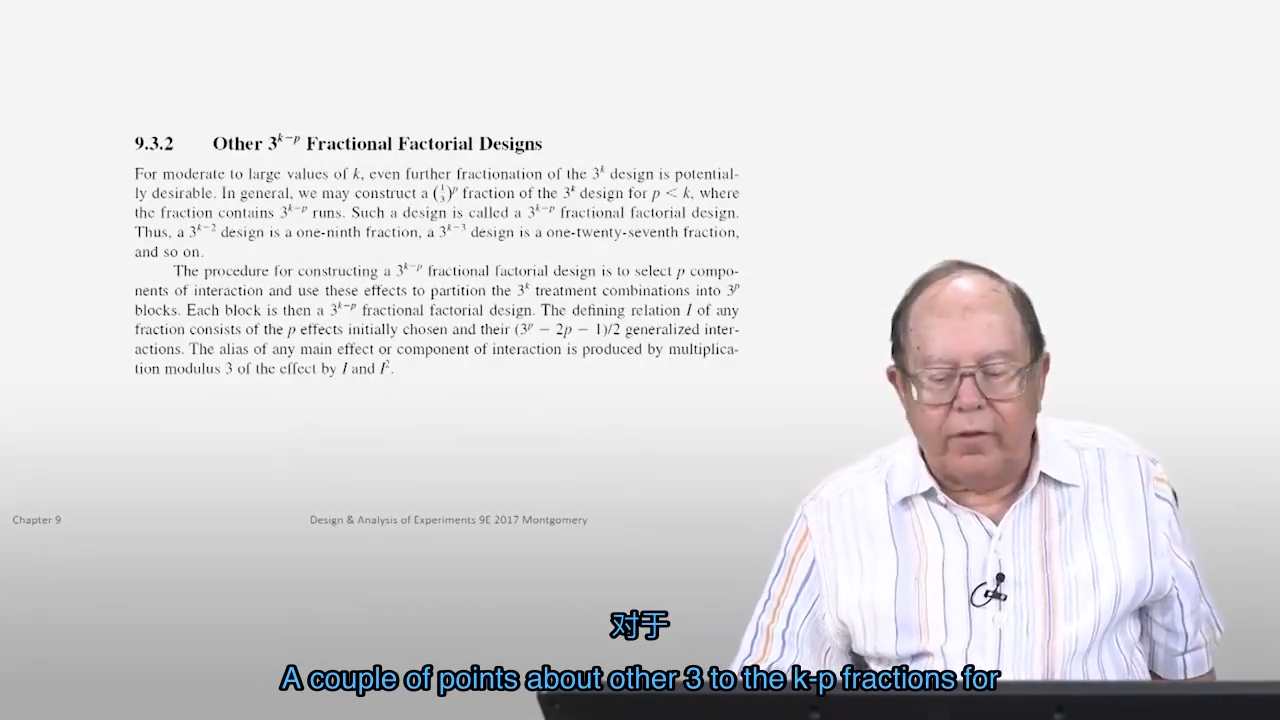 9.3.2 Other 3^{k−p} Fractional Factorial Designs
For moderate to large values of k, even further fractionation of the 3^k design is potential-
ly desirable. In general, we may construct a (1/3)^p fraction of the 3^k design for p < k, where
the fraction contains 3^{k−p} runs. Such a design is called a 3^{k−p} fractional factorial design.
Thus, a 3^{k−2} design is a one-ninth fraction, a 3^{k−3} design is a one-twenty-seventh fraction,
and so on.
The procedure for constructing a 3^{k−p} fractional factorial design is to select p compo-
nents of interaction and use these effects to partition the 3^k treatment combinations into 3^p
blocks. Each block is then a 3^{k−p} fractional factorial design. The defining relation I of any
fraction consists of the p effects initially chosen and their (3^p − 2p − 1)/2 generalized inter-
actions. The alias of any main effect or component of interaction is produced by multiplica-
tion modulus 3 of the effect by I and I^2.
Chapter 9
Design & Analysis of Experiments 9E 2017 Montgomery
对于
A couple of points about other 3 to the k-p fractions for